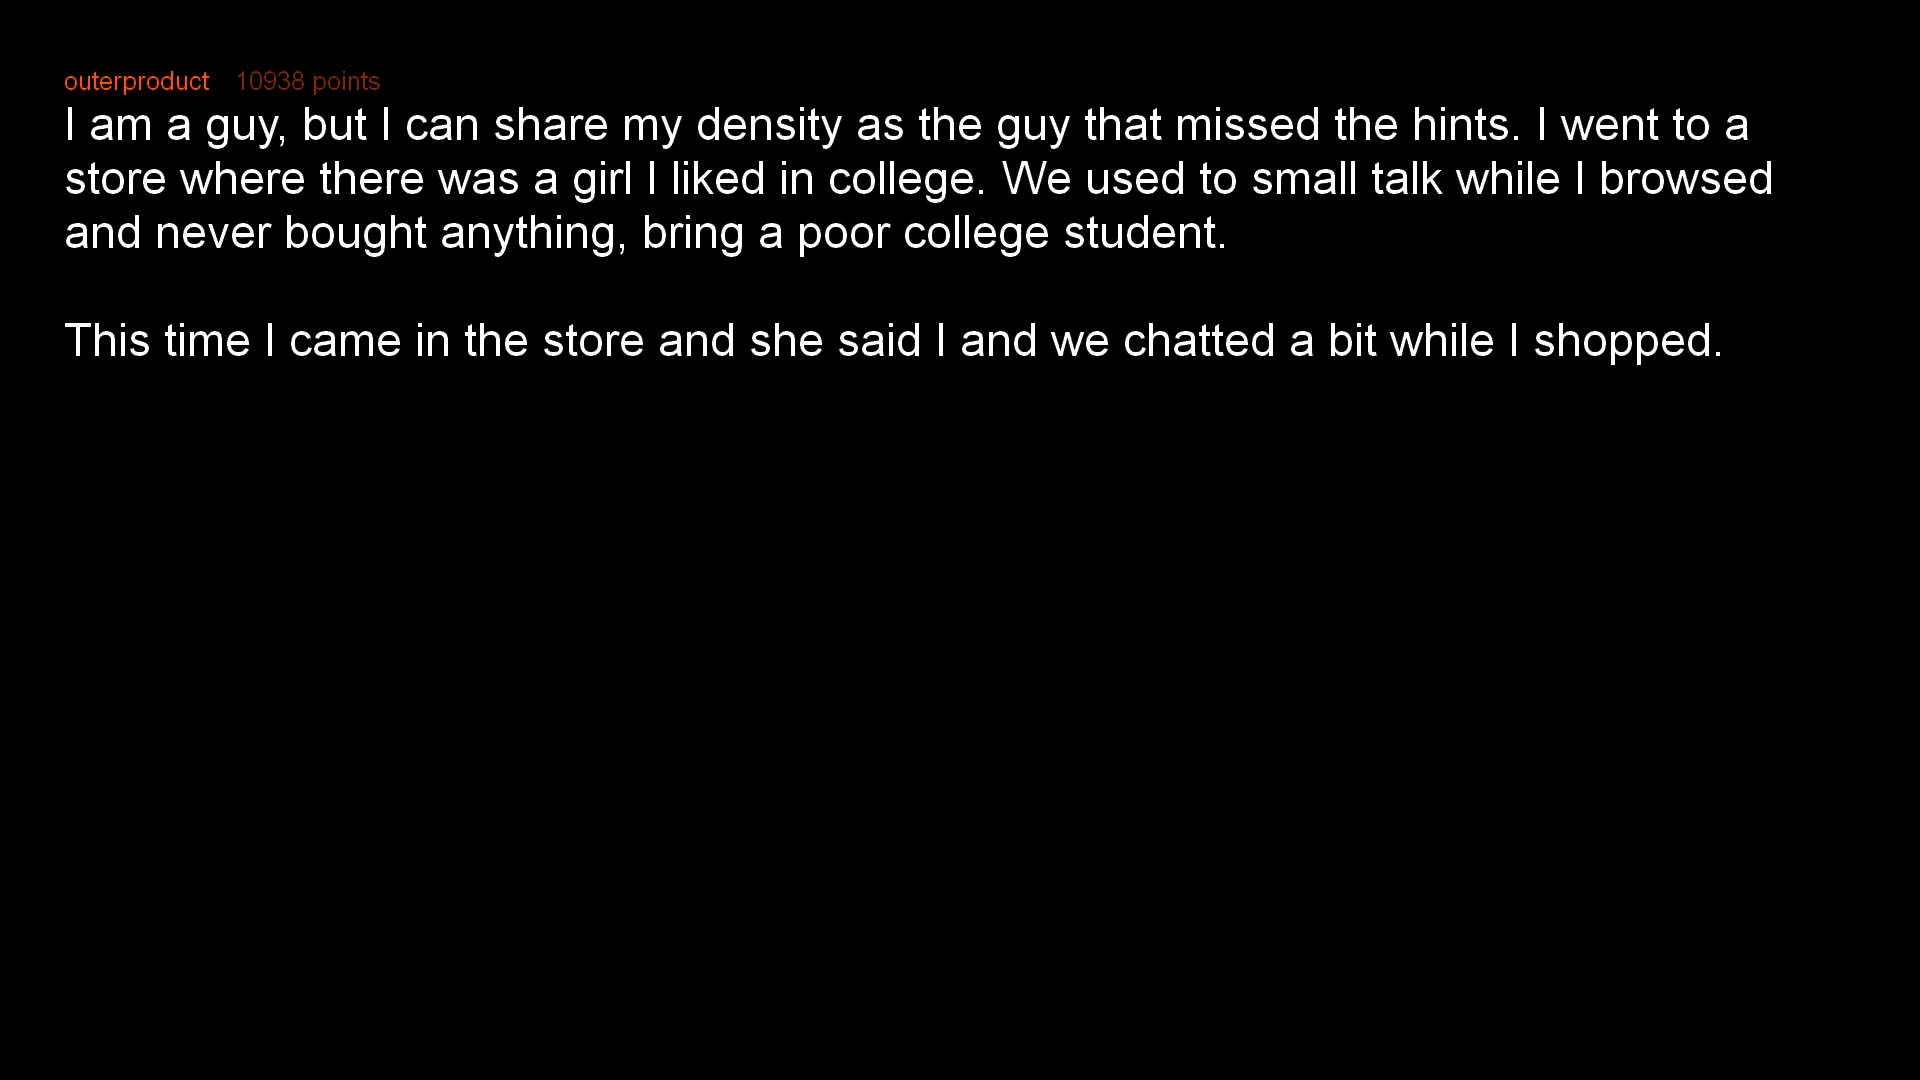 outerproduct 10938 points
I am a guy, but I can share my density as the guy that missed the hints. I went to a
store where there was a girl I liked in college. We used to small talk while I browsed
and never bought anything, bring a poor college student.
This time I came in the store and she said I and we chatted a bit while I shopped.